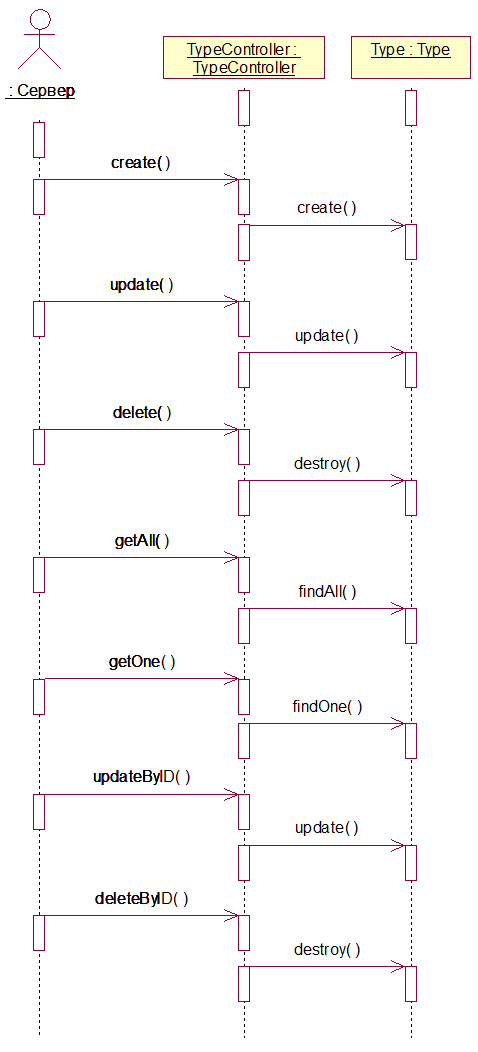 TypeController :
TypeController
Type : Type
: Сервер
create( )
create( )
update( )
update( )
delete( )
destroy( )
getAll( )
findAll( )
getOne( )
findOne( )
updateByID( )
update( )
deleteByID( )
destroy( )